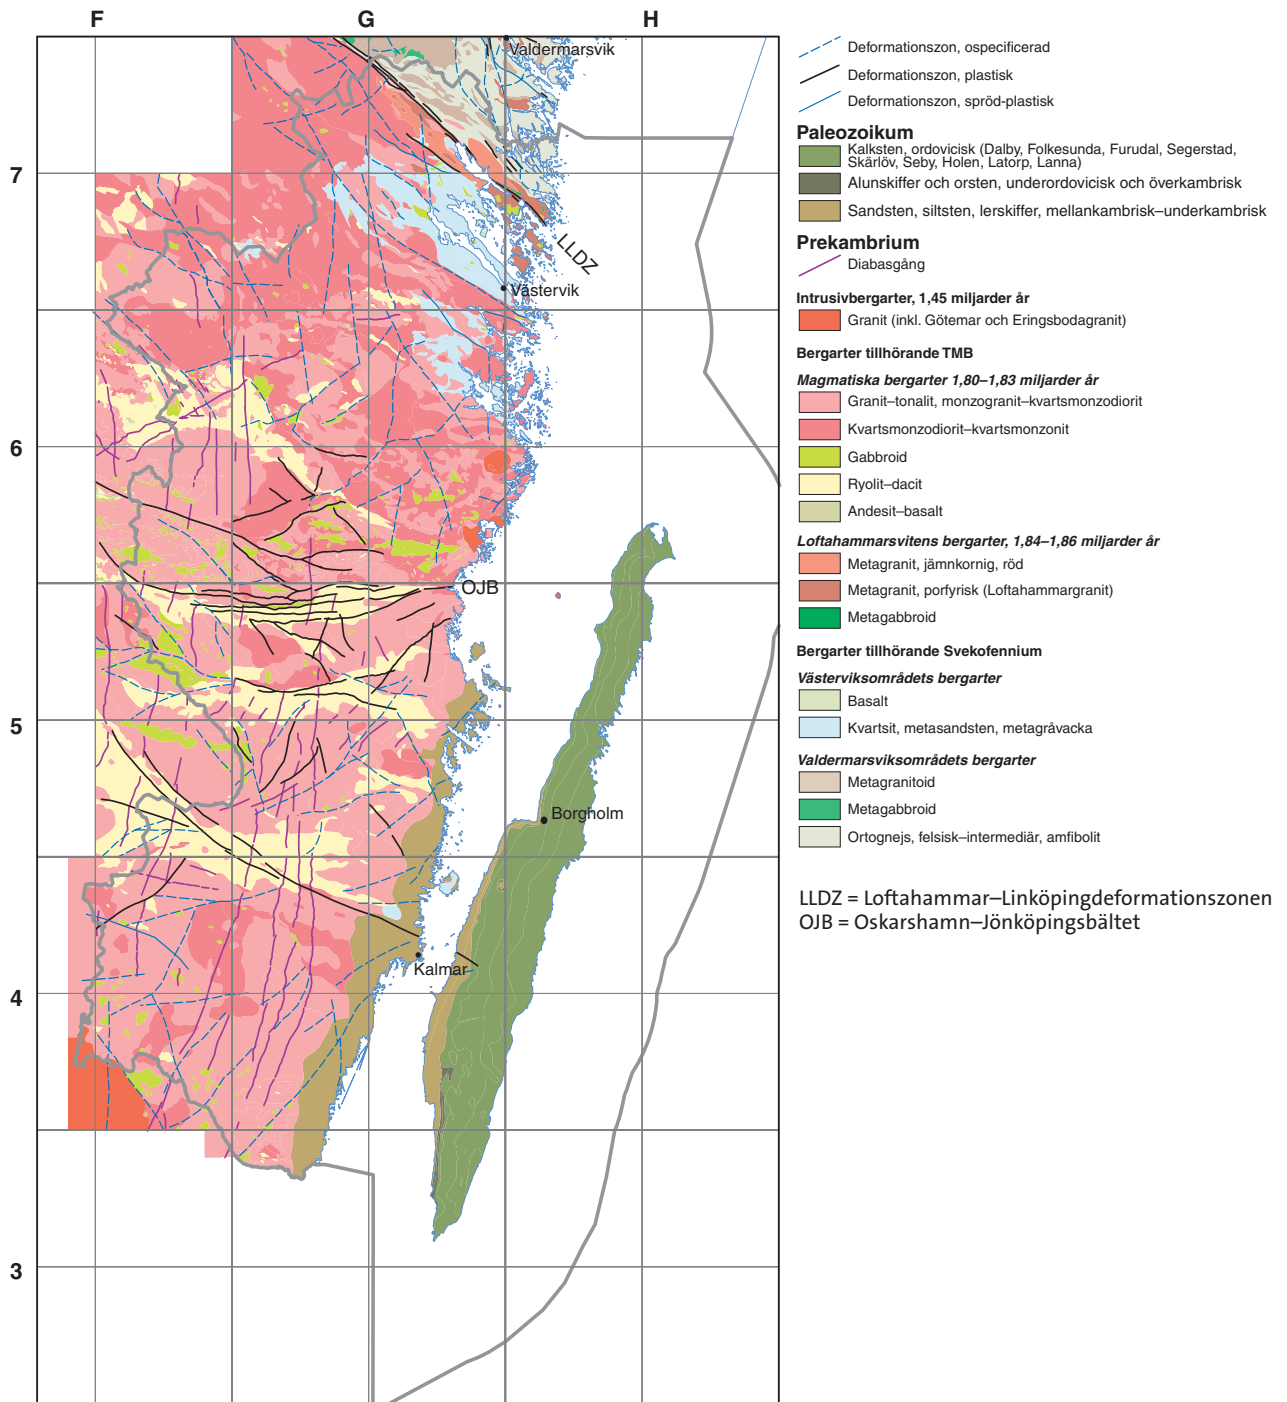 F G H
7
6
5
4
3
Valdermarsvik
LLDZ
Västervik
OJB
Borgholm
Kalmar
Deformationszon, ospecificerad
Deformationszon, plastisk
Deformationszon, spröd-plastisk
Paleozoikum
Kalksten, ordovicisk (Dalby, Folkesunda, Furudal, Segerstad,
Skärlöv, Seby, Holen, Latorp, Lanna)
Alunskiffer och orsten, underordovicisk och överkambrisk
Sandsten, siltsten, lerskiffer, mellankambrisk–underkambrisk
Prekambrium
Diabasgång
Intrusivbergarter, 1,45 miljarder år
Granit (inkl. Götemar och Eringsbodagranit)
Bergarter tillhörande TMB
Magmatiska bergarter 1,80–1,83 miljarder år
Granit–tonalit, monzogranit–kvartsmonzodiorit
Kvartsmonzodiorit–kvartsmonzonit
Gabbroid
Ryolit–dacit
Andesit–basalt
Loftahammarsvitens bergarter, 1,84–1,86 miljarder år
Metagranit, jämnkornig, röd
Metagranit, porfyrisk (Loftahammargranit)
Metagabbroid
Bergarter tillhörande Svekofennium
Västerviksområdets bergarter
Basalt
Kvartsit, metasandsten, metagråvacka
Valdermarsviksområdets bergarter
Metagranitoid
Metagabbroid
Ortognejs, felsisk–intermediär, amfibolit
LLDZ = Loftahammar–Linköpingdeformationszonen
OJB = Oskarshamn–Jönköpingsbältet